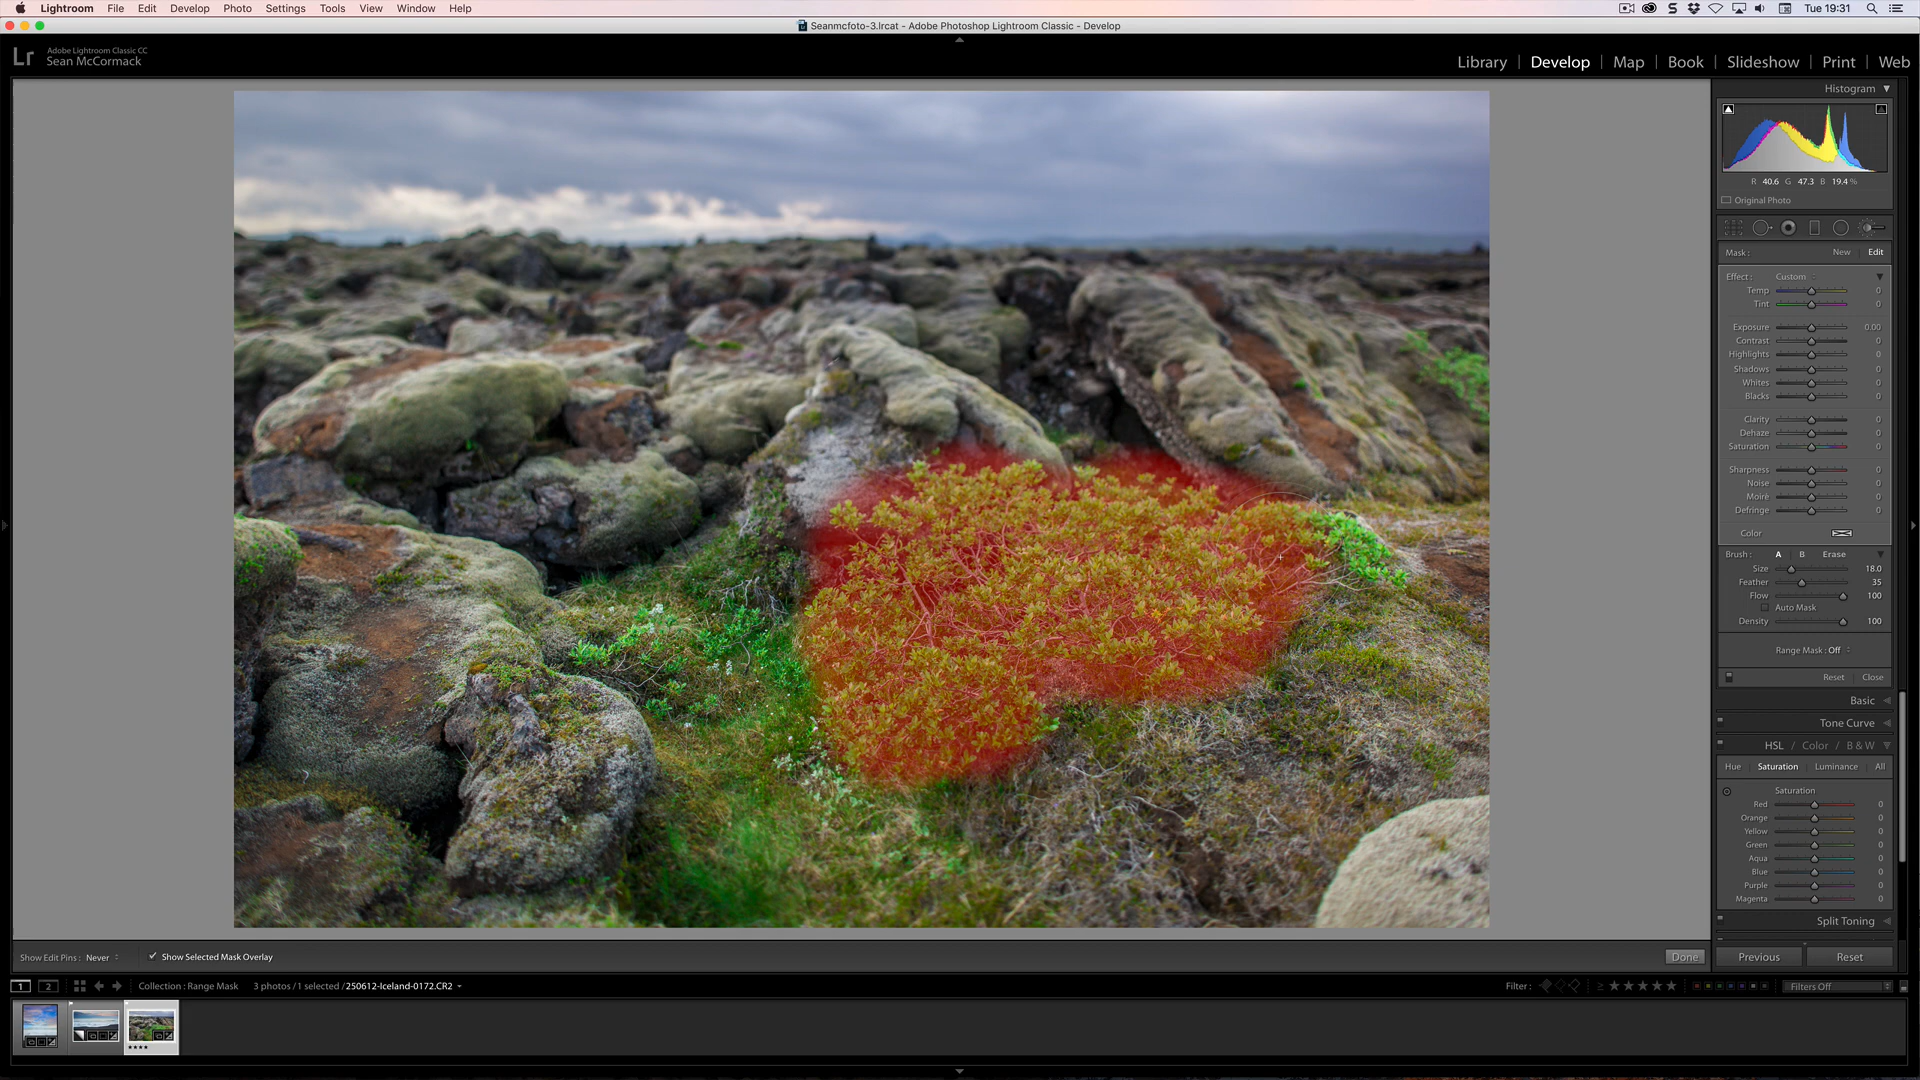 Lightroom File Edit Develop Photo Settings Tools View Window Help Tue 19:31
Seanmcfoto-3.lrcat - Adobe Photoshop Lightroom Classic - Develop
Lr Adobe Lightroom Classic CC
Sean McCormack
Library | Develop | Map | Book | Slideshow | Print | Web
Histogram
R 40.6 G 47.3 B 19.4 %
Original Photo
Mask : New Edit
Effect : Custom
Temp 0
Tint 0
Exposure 0.00
Contrast 0
Highlights 0
Shadows 0
Whites 0
Blacks 0
Clarity 0
Dehaze 0
Saturation 0
Sharpness 0
Noise 0
Moiré 0
Defringe 0
Color
Brush : A B Erase
Size 18.0
Feather 35
Flow 100
Auto Mask
Density 100
Range Mask : Off
Reset Close
Basic
Tone Curve
HSL / Color / B & W
Hue Saturation Luminance All
Saturation
Red 0
Orange 0
Yellow 0
Green 0
Aqua 0
Blue 0
Purple 0
Magenta 0
Split Toning
Show Edit Pins : Never Show Selected Mask Overlay Done Previous Reset
1 2 Collection : Range Mask 3 photos / 1 selected / 250612-Iceland-0172.CR2 Filter : Filters Off